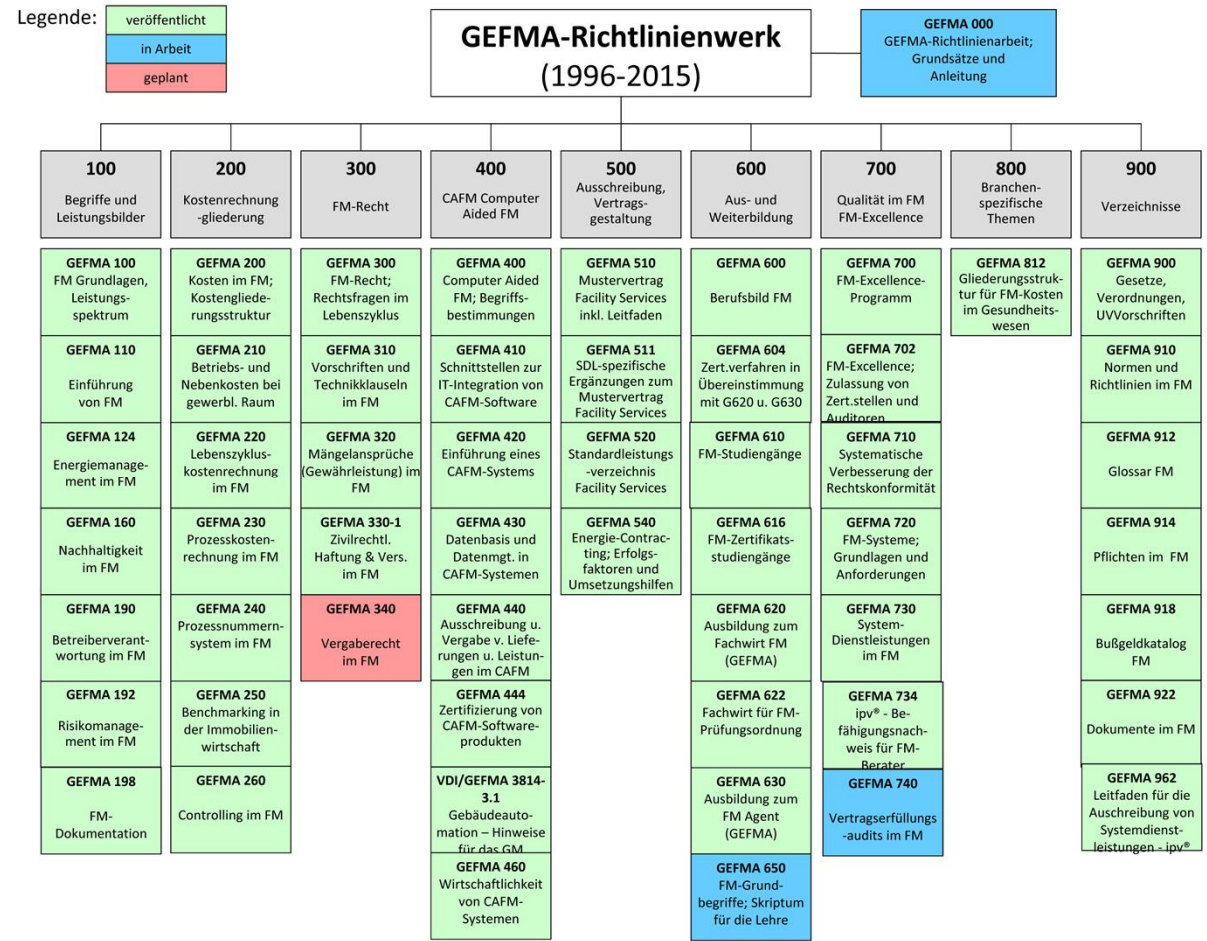 Legende:
veröffentlicht
in Arbeit
geplant
GEFMA-Richtlinienwerk
(1996-2015)
GEFMA 000
GEFMA-Richtlinienarbeit;
Grundsätze und
Anleitung
100
Begriffe und
Leistungsbilder
200
Kostenrechnung
-gliederung
300
FM-Recht
400
CAFM Computer
Aided FM
500
Ausschreibung,
Vertrags-
gestaltung
600
Aus- und
Weiterbildung
700
Qualität im FM
FM-Excellence
800
Branchen-
spezifische
Themen
900
Verzeichnisse
GEFMA 100
FM Grundlagen,
Leistungs-
spektrum
GEFMA 110
Einführung
von FM
GEFMA 124
Energiemanage-
ment im FM
GEFMA 160
Nachhaltigkeit
im FM
GEFMA 190
Betreiberverant-
wortung im FM
GEFMA 192
Risikomanage-
ment im FM
GEFMA 198
FM-
Dokumentation
GEFMA 200
Kosten im FM;
Kostengliede-
rungsstruktur
GEFMA 210
Betriebs- und
Nebenkosten bei
gewerbl. Raum
GEFMA 220
Lebenszyklus-
kostenrechnung
im FM
GEFMA 230
Prozesskosten-
rechnung im FM
GEFMA 240
Prozessnummern-
system im FM
GEFMA 250
Benchmarking in
der Immobilien-
wirtschaft
GEFMA 260
Controlling im FM
GEFMA 300
FM-Recht;
Rechtsfragen im
Lebenszyklus
GEFMA 310
Vorschriften und
Technikklauseln
im FM
GEFMA 320
Mängelansprüche
(Gewährleistung) im
FM
GEFMA 330-1
Zivilrechtl.
Haftung & Vers.
im FM
GEFMA 340
Vergaberecht
im FM
GEFMA 400
Computer Aided
FM; Begriffs-
bestimmungen
GEFMA 410
Schnittstellen zur
IT-Integration von
CAFM-Software
GEFMA 420
Einführung eines
CAFM-Systems
GEFMA 430
Datenbasis und
Datenmgt. in
CAFM-Systemen
GEFMA 440
Ausschreibung u.
Vergabe v. Liefe-
rungen u. Leistun-
gen im CAFM
GEFMA 444
Zertifizierung von
CAFM-Software-
produkten
VDI/GEFMA 3814-
3.1
Gebäudeauto-
mation – Hinweise
für das GM
GEFMA 460
Wirtschaftlichkeit
von CAFM-
Systemen
GEFMA 510
Mustervertrag
Facility Services
inkl. Leitfaden
GEFMA 511
SDL-spezifische
Ergänzungen zum
Mustervertrag
Facility Services
GEFMA 520
Standardleistungs
-verzeichnis
Facility Services
GEFMA 540
Energie-Contrac-
ting; Erfolgs-
faktoren und
Umsetzungshilfen
GEFMA 600
Berufsbild FM
GEFMA 604
Zert.verfahren in
Übereinstimmung
mit G620 u. G630
GEFMA 610
FM-Studiengänge
GEFMA 616
FM-Zertifikats-
studiengänge
GEFMA 620
Ausbildung zum
Fachwirt FM
(GEFMA)
GEFMA 622
Fachwirt für FM-
Prüfungsordnung
GEFMA 630
Ausbildung zum
FM Agent
(GEFMA)
GEFMA 650
FM-Grund-
begriffe; Skriptum
für die Lehre
GEFMA 700
FM-Excellence-
Programm
GEFMA 702
FM-Excellence;
Zulassung von
Zert.stellen und
Auditoren
GEFMA 710
Systematische
Verbesserung der
Rechtskonformität
GEFMA 720
FM-Systeme;
Grundlagen und
Anforderungen
GEFMA 730
System-
Dienstleistungen
im FM
GEFMA 734
ipv® - Be-
fähigungsnach-
weis für FM-
Berater
GEFMA 740
Vertragserfüllungs
-audits im FM
GEFMA 812
Gliederungsstruk-
tur für FM-Kosten
im Gesundheits-
wesen
GEFMA 900
Gesetze,
Verordnungen,
UVVorschriften
GEFMA 910
Normen und
Richtlinien im FM
GEFMA 912
Glossar FM
GEFMA 914
Pflichten im FM
GEFMA 918
Bußgeldkatalog
FM
GEFMA 922
Dokumente im FM
GEFMA 962
Leitfaden für die
Auschreibung von
Systemdienst-
leistungen - ipv®